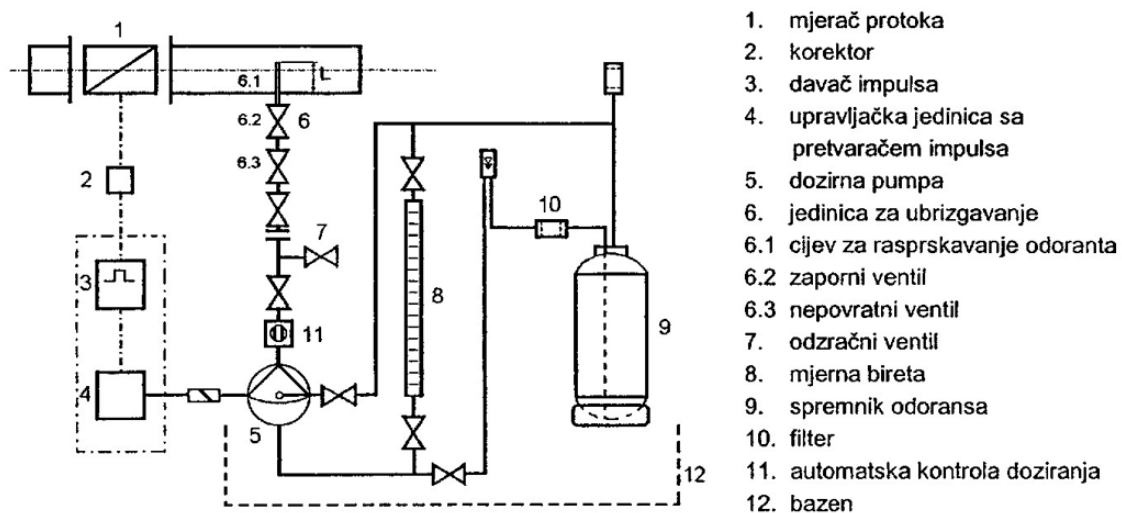 1
6.1
L
6.2
6
6.3
2
7
10
3
8
11
9
4
5
12
1. mjerač protoka
2. korektor
3. davač impulsa
4. upravljačka jedinica sa
pretvaračem impulsa
5. dozirna pumpa
6. jedinica za ubrizgavanje
6.1 cijev za rasprskavanje odoranta
6.2 zaporni ventil
6.3 nepovratni ventil
7. odzračni ventil
8. mjerna bireta
9. spremnik odoransa
10. filter
11. automatska kontrola doziranja
12. bazen